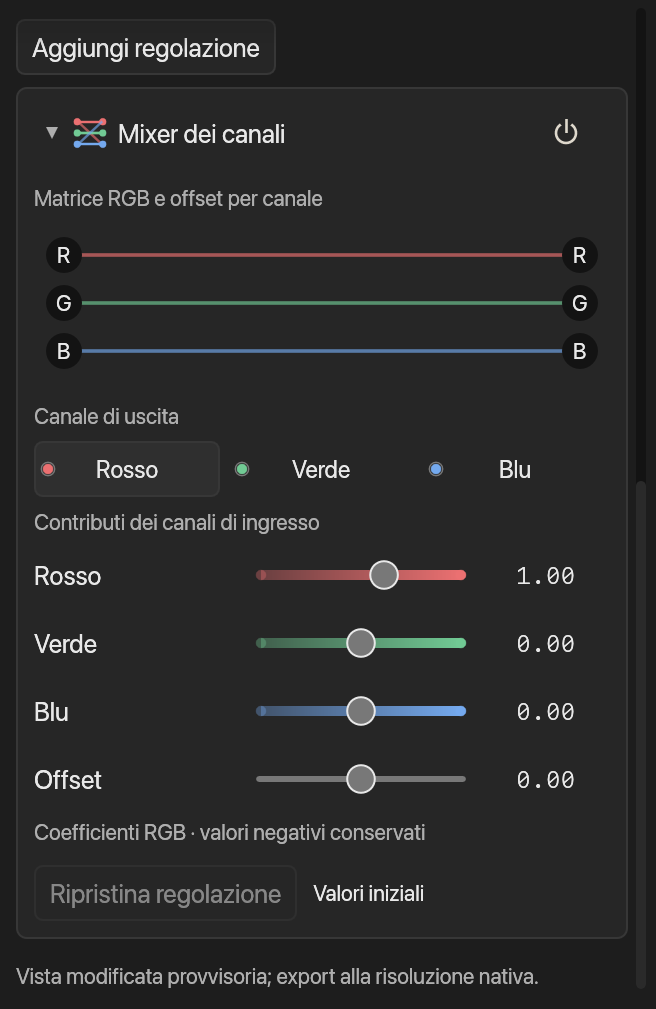 Aggiungi regolazione
Mixer dei canali
Matrice RGB e offset per canale
R R
G G
B B
Canale di uscita
Rosso Verde Blu
Contributi dei canali di ingresso
Rosso 1.00
Verde 0.00
Blu 0.00
Offset 0.00
Coefficienti RGB · valori negativi conservati
Ripristina regolazione Valori iniziali
Vista modificata provvisoria; export alla risoluzione nativa.